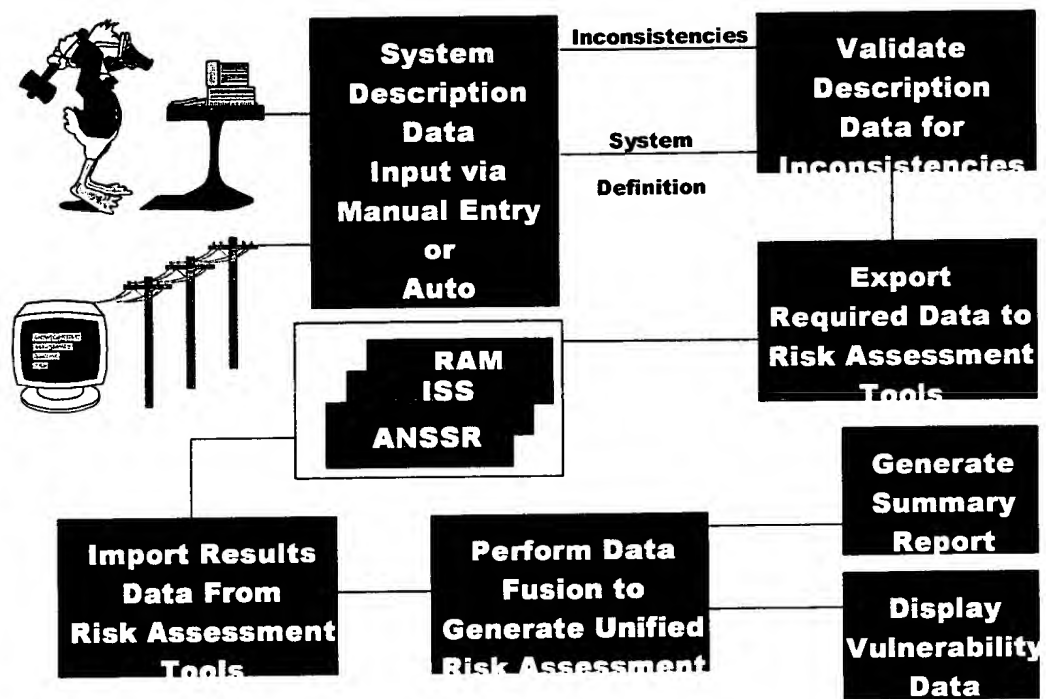 System
Description
Data
Input via
Manual Entry
or
Auto
Inconsistencies
System
Definition
Validate
Description
Data for
Inconsistencies
Export
Required Data to
Risk Assessment
Tools
RAM
ISS
ANSSR
Import Results
Data From
Risk Assessment
Tools
Perform Data
Fusion to
Generate Unified
Risk Assessment
Generate
Summary
Report
Display
Vulnerability
Data